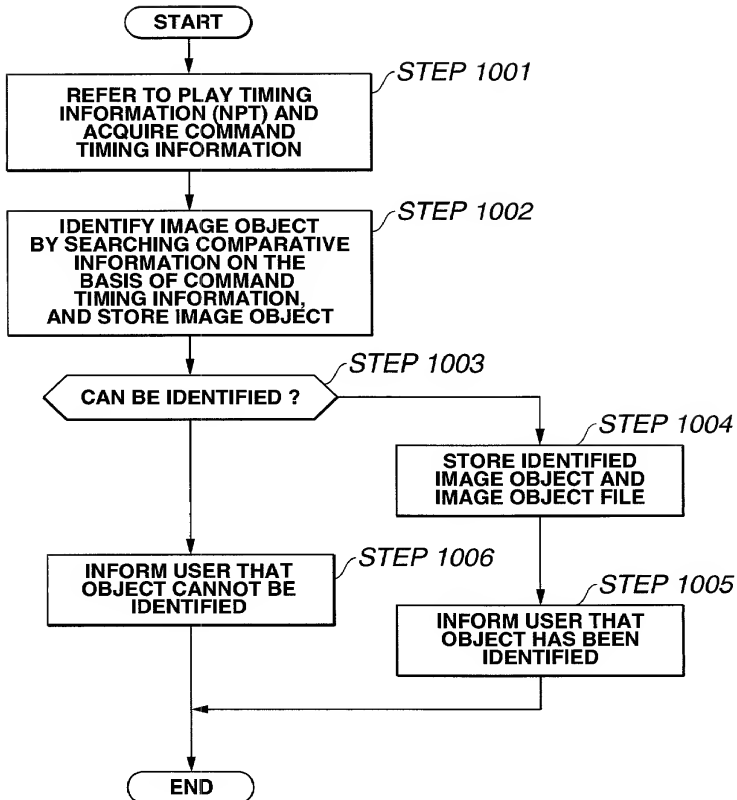 START
STEP 1001
REFER TO PLAY TIMING
INFORMATION (NPT) AND
ACQUIRE COMMAND
TIMING INFORMATION
STEP 1002
IDENTIFY IMAGE OBJECT
BY SEARCHING COMPARATIVE
INFORMATION ON THE
BASIS OF COMMAND
TIMING INFORMATION,
AND STORE IMAGE OBJECT
STEP 1003
CAN BE IDENTIFIED ?
STEP 1004
STORE IDENTIFIED
IMAGE OBJECT AND
IMAGE OBJECT FILE
STEP 1006
INFORM USER THAT
OBJECT CANNOT BE
IDENTIFIED
STEP 1005
INFORM USER THAT
OBJECT HAS BEEN
IDENTIFIED
END